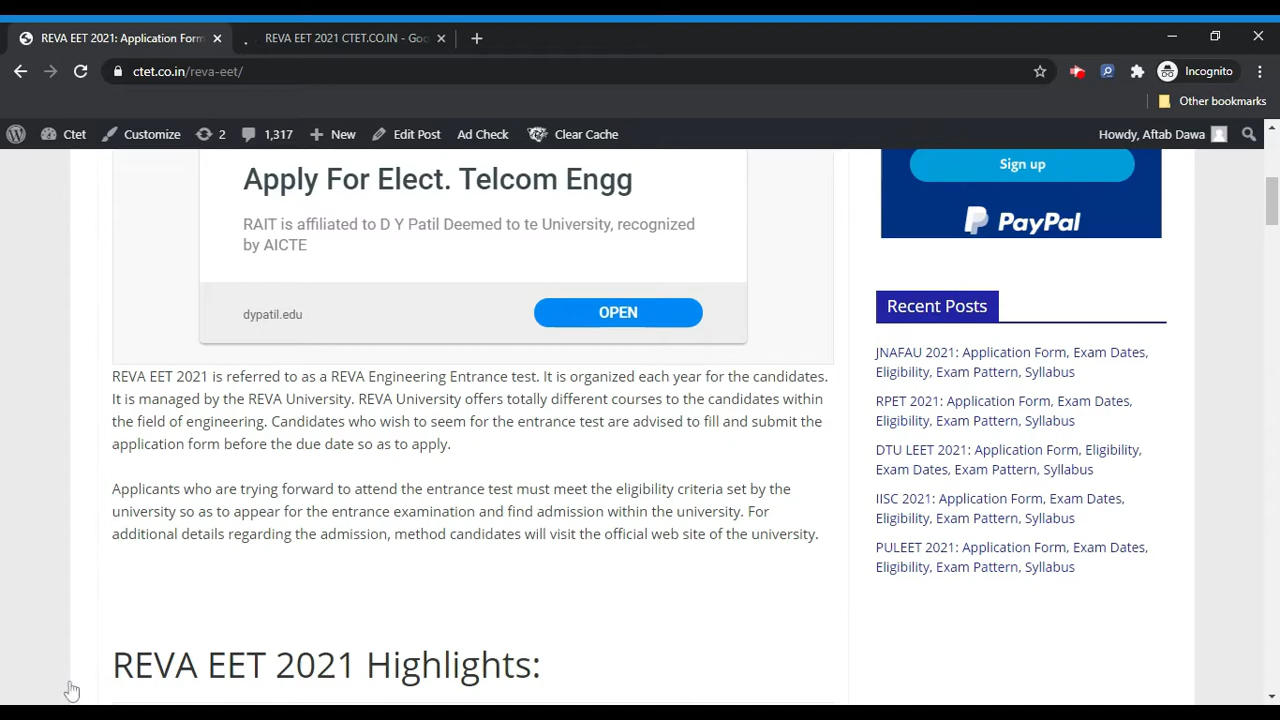 REVA EET 2021: Application Form
REVA EET 2021 CTET.CO.IN - Goo
ctet.co.in/reva-eet/
Incognito
Other bookmarks
Ctet
Customize
2
1,317
New
Edit Post
Ad Check
Clear Cache
Howdy, Aftab Dawa
Apply For Elect. Telcom Engg
RAIT is affiliated to D Y Patil Deemed to te University, recognized
by AICTE
dypatil.edu
OPEN
REVA EET 2021 is referred to as a REVA Engineering Entrance test. It is organized each year for the candidates.
It is managed by the REVA University. REVA University offers totally different courses to the candidates within
the field of engineering. Candidates who wish to seem for the entrance test are advised to fill and submit the
application form before the due date so as to apply.
Applicants who are trying forward to attend the entrance test must meet the eligibility criteria set by the
university so as to appear for the entrance examination and find admission within the university. For
additional details regarding the admission, method candidates will visit the official web site of the university.
REVA EET 2021 Highlights:
Sign up
PayPal
Recent Posts
JNAFAU 2021: Application Form, Exam Dates,
Eligibility, Exam Pattern, Syllabus
RPET 2021: Application Form, Exam Dates,
Eligibility, Exam Pattern, Syllabus
DTU LEET 2021: Application Form, Eligibility,
Exam Dates, Exam Pattern, Syllabus
IISC 2021: Application Form, Exam Dates,
Eligibility, Exam Pattern, Syllabus
PULEET 2021: Application Form, Exam Dates,
Eligibility, Exam Pattern, Syllabus